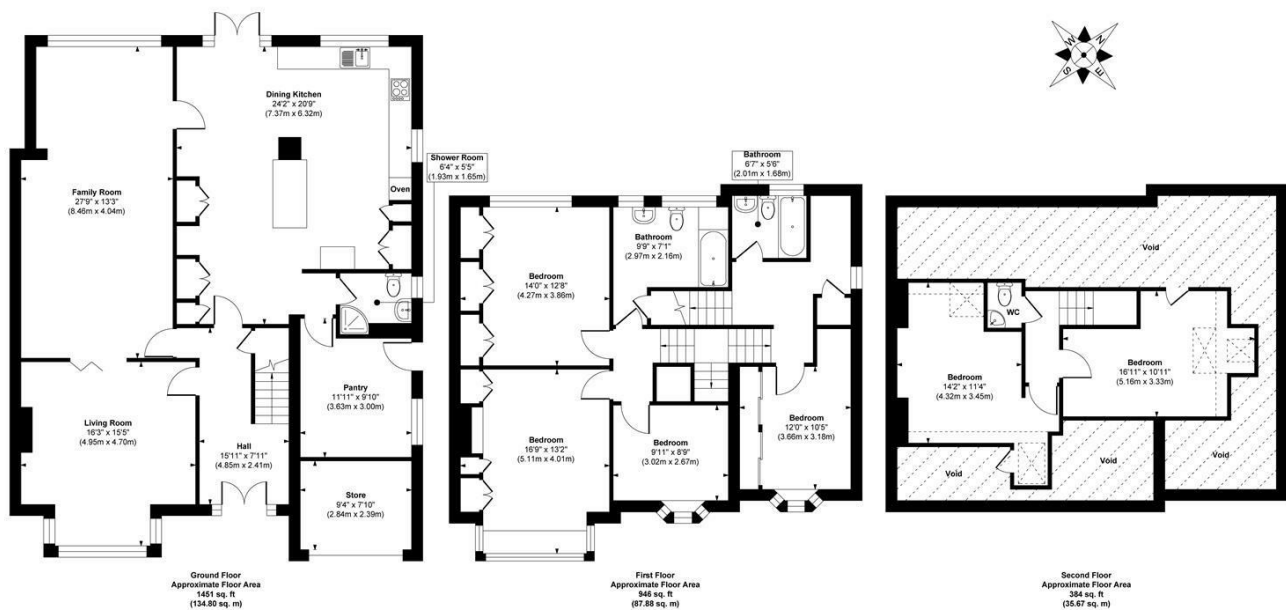 N
W
E
S
Dining Kitchen
24'2" x 20'9"
(7.37m x 6.32m)
Family Room
27'9" x 13'3"
(8.46m x 4.04m)
Oven
Shower Room
6'4" x 5'5"
(1.93m x 1.65m)
Living Room
16'3" x 15'5"
(4.95m x 4.70m)
Hall
15'11" x 7'11"
(4.85m x 2.41m)
Pantry
11'11" x 9'10"
(3.63m x 3.00m)
Store
9'4" x 7'10"
(2.84m x 2.39m)
Ground Floor
Approximate Floor Area
1451 sq. ft
(134.80 sq. m)
Bathroom
6'7" x 5'6"
(2.01m x 1.68m)
Bathroom
9'9" x 7'1"
(2.97m x 2.16m)
Bedroom
14'0" x 12'8"
(4.27m x 3.86m)
Bedroom
16'9" x 13'2"
(5.11m x 4.01m)
Bedroom
9'11" x 8'9"
(3.02m x 2.67m)
Bedroom
12'0" x 10'5"
(3.66m x 3.18m)
First Floor
Approximate Floor Area
946 sq. ft
(87.88 sq. m)
Void
WC
Bedroom
14'2" x 11'4"
(4.32m x 3.45m)
Bedroom
16'11" x 10'11"
(5.16m x 3.33m)
Void
Void
Void
Second Floor
Approximate Floor Area
384 sq. ft
(35.67 sq. m)